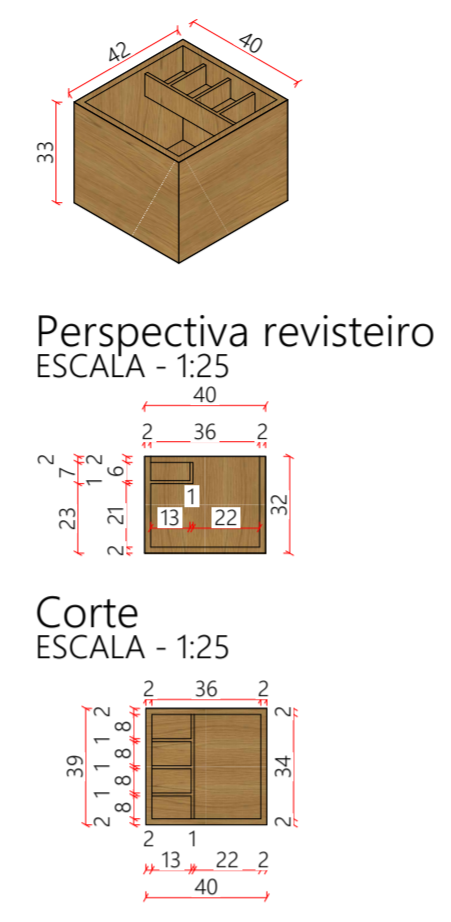 42
40
33
Perspectiva revisteiro
ESCALA - 1:25
40
2 36 2
2 7 23
2 6 1 21 2
1
13 22
32
Corte
ESCALA - 1:25
2 36 2
39
2 8 1 8 1 8 1 8 2
2 34 2
2 1
13 22 2
40